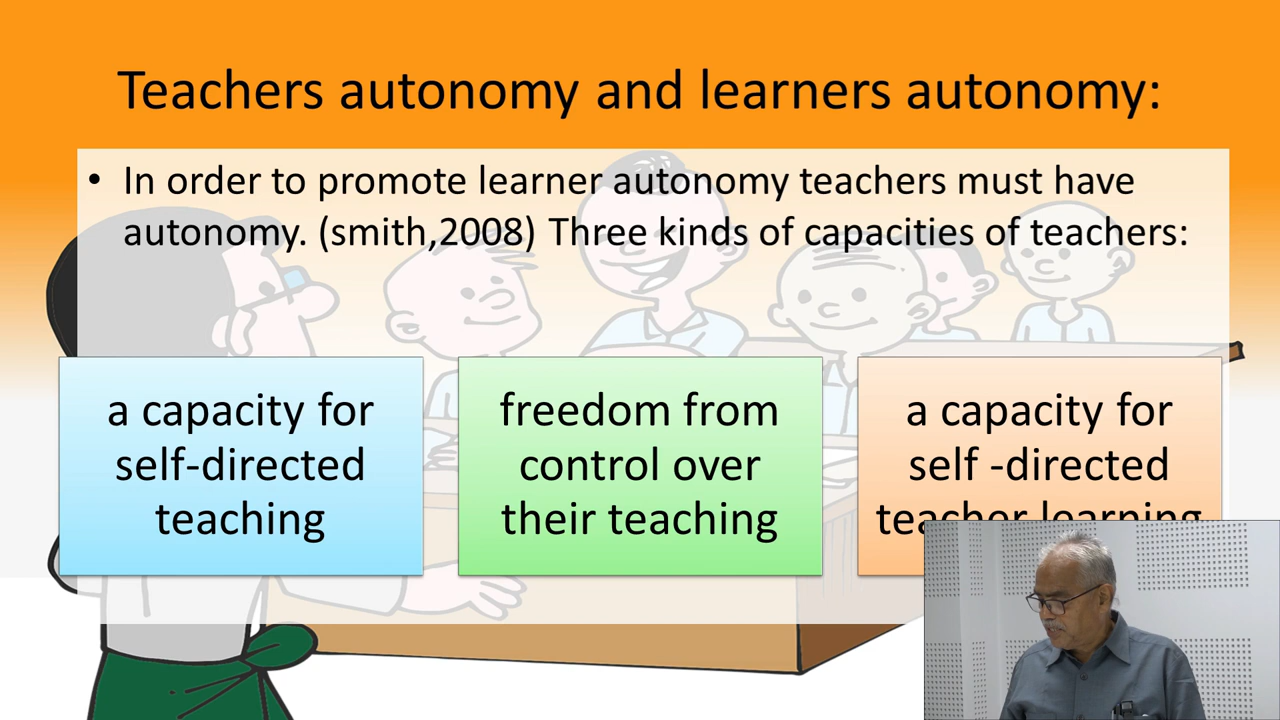 Teachers autonomy and learners autonomy:
• In order to promote learner autonomy teachers must have
autonomy. (smith,2008) Three kinds of capacities of teachers:
a capacity for
self-directed
teaching
freedom from
control over
their teaching
a capacity for
self -directed
teacher learning